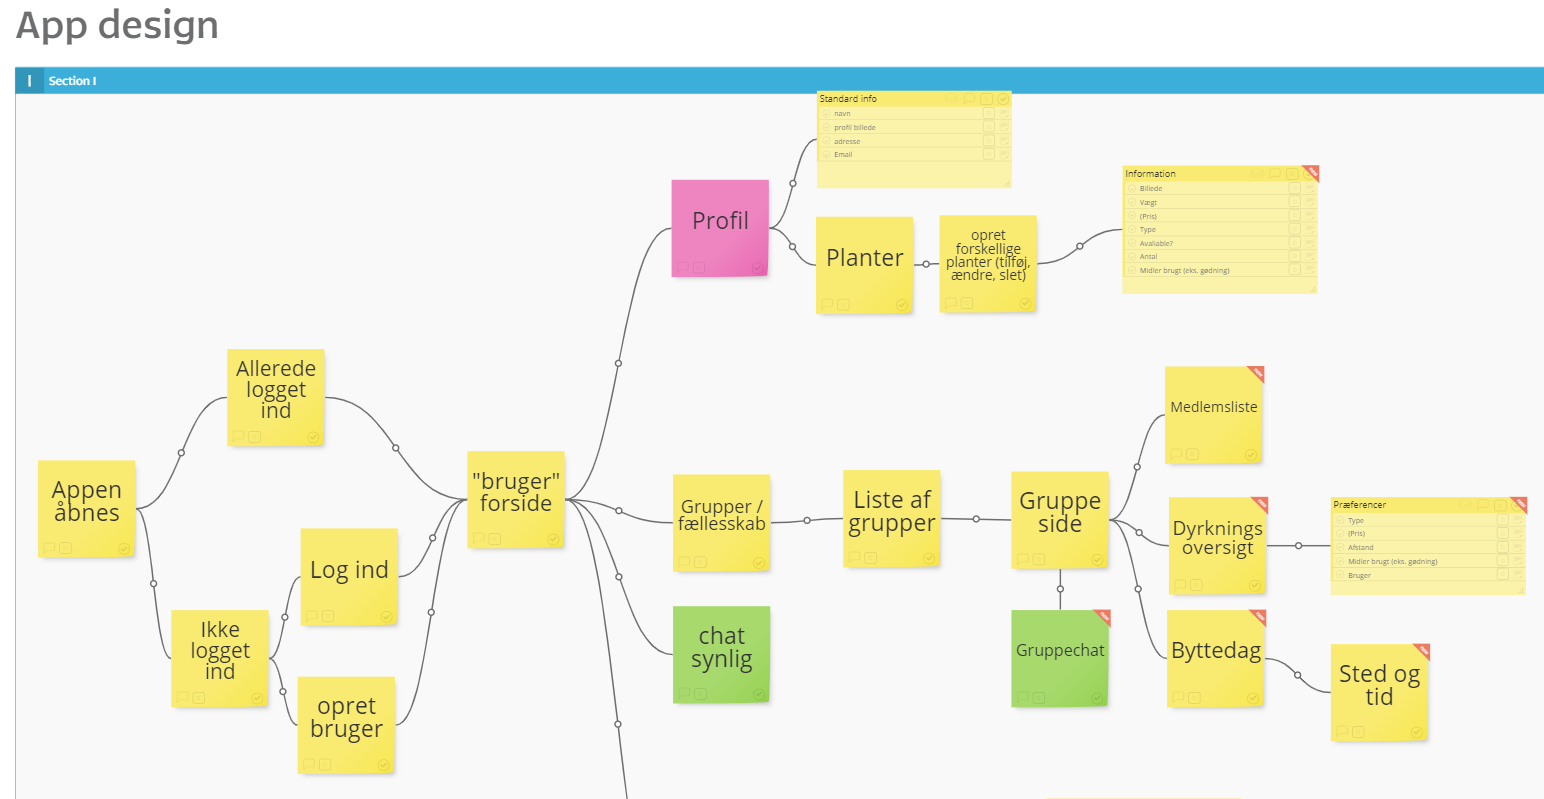 App design
I Section I
Standard info
navn
profil billede
adresse
Email
Information
Billede
Vægt
(Pris)
Type
Avaliable?
Antal
Midler brugt (eks. gødning)
Profil
Planter
opret
forskellige
planter (tilføj,
ændre, slet)
Allerede
logget
ind
Medlemsliste
Appen
åbnes
"bruger"
forside
Grupper /
fællesskab
Liste af
grupper
Gruppe
side
Dyrknings
oversigt
Præferencer
Type
(Pris)
Afstand
Midler brugt (eks. gødning)
Bruger
Log ind
Ikke
logget
ind
opret
bruger
chat
synlig
Gruppechat
Byttedag
Sted og
tid